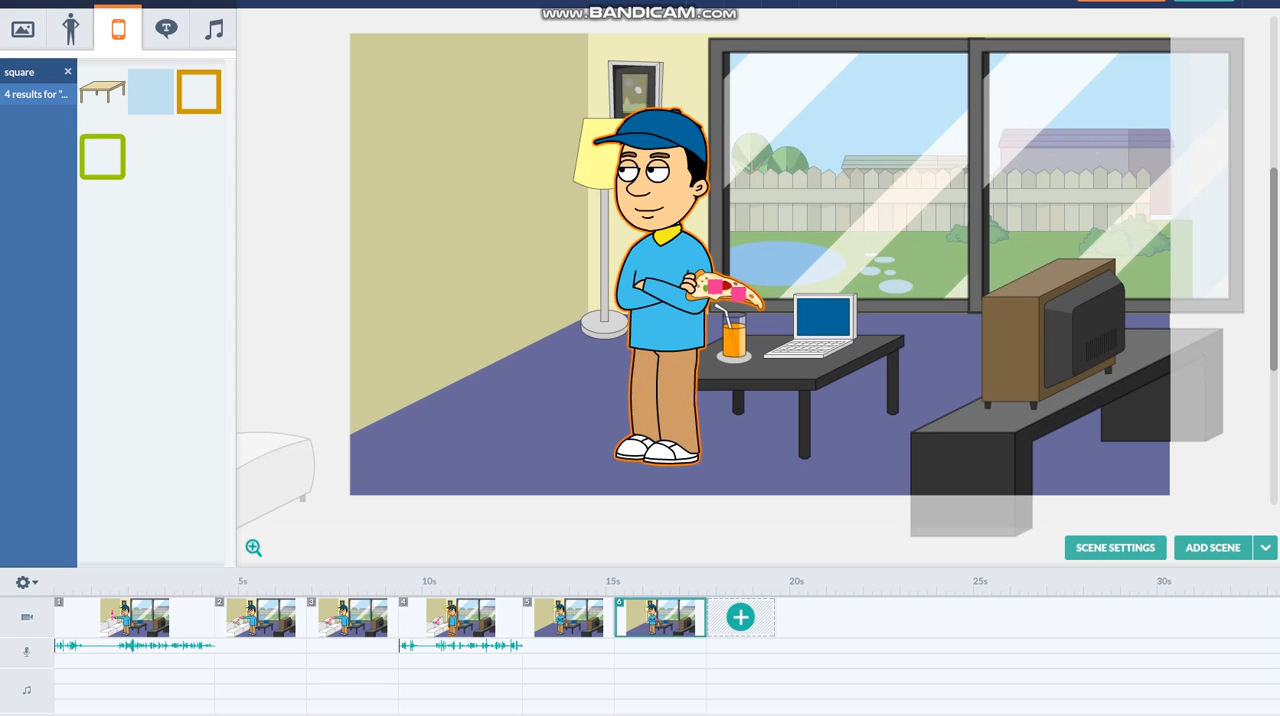 www.BANDICAM.com
T
square ×
4 results for "...
SCENE SETTINGS
ADD SCENE
5s 10s 15s 20s 25s 30s
1 2 3 4 5 6